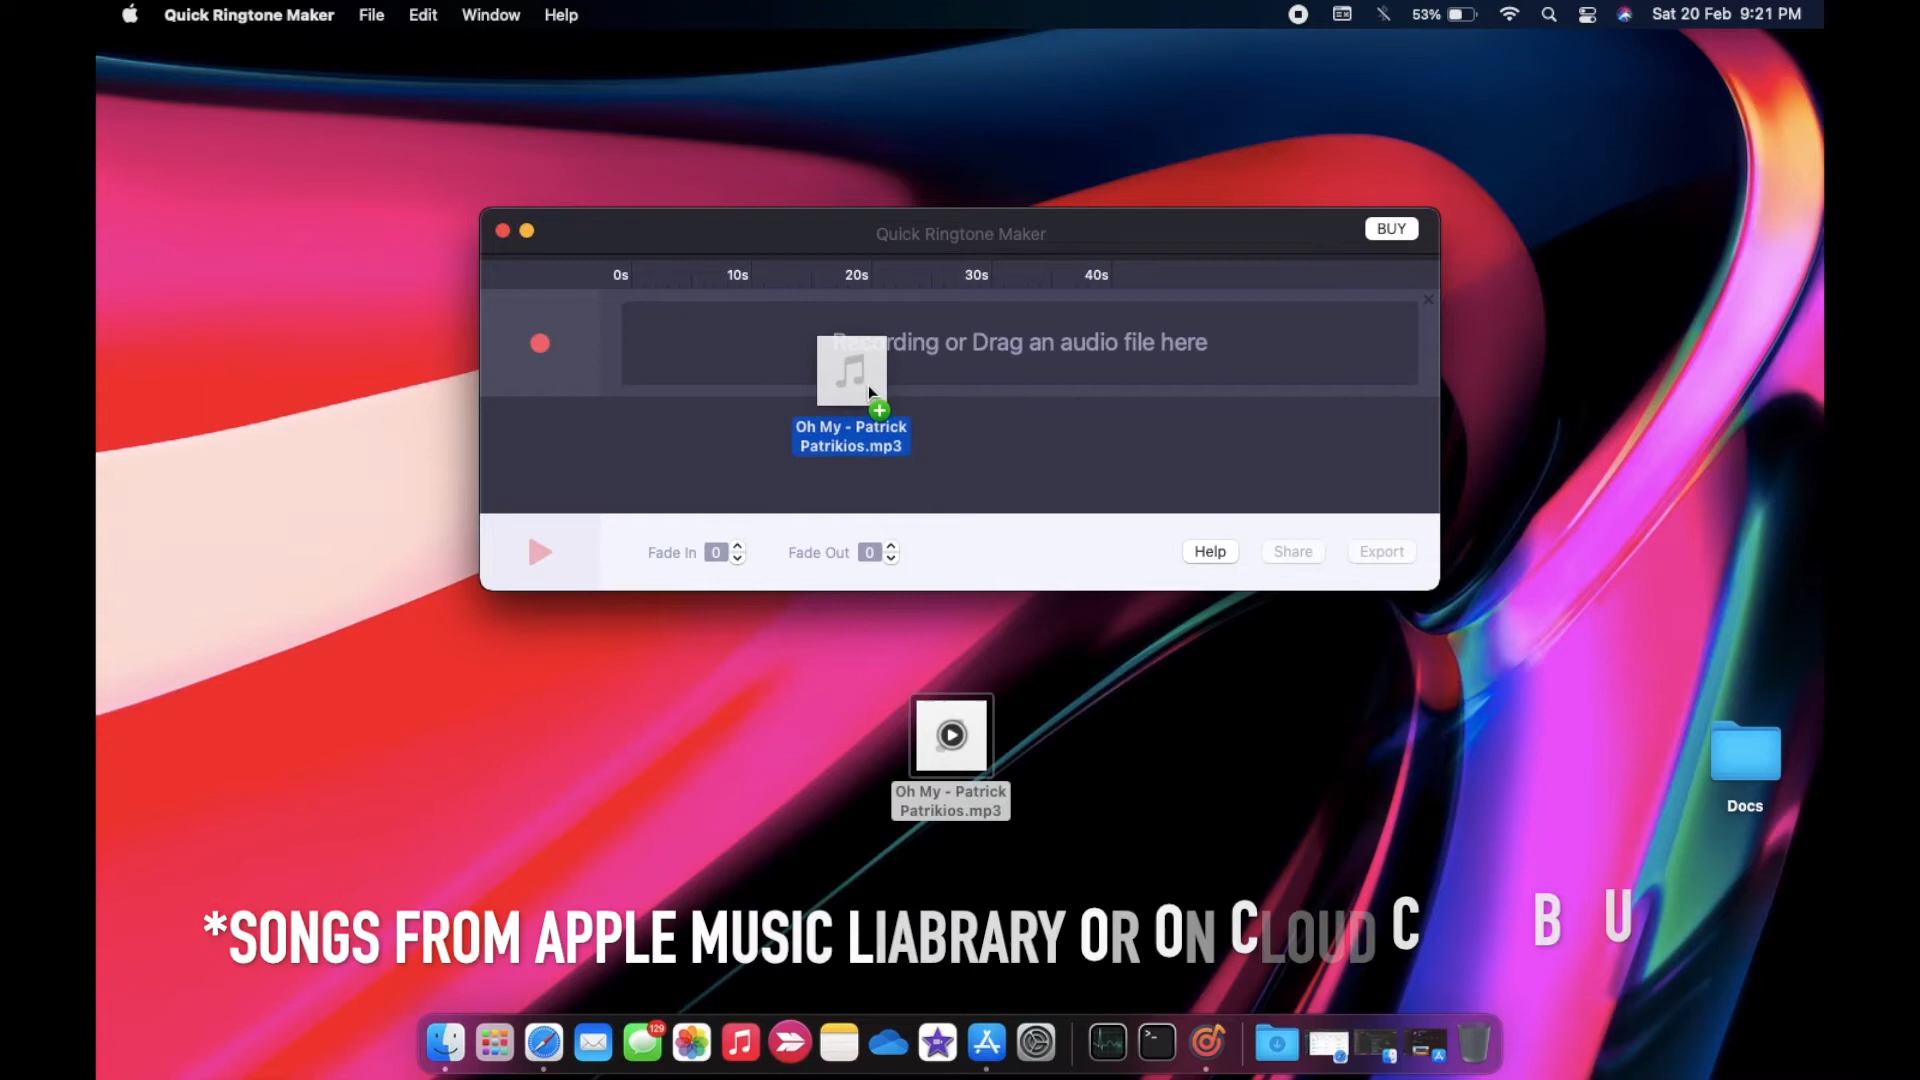 Quick Ringtone Maker File Edit Window Help 53% Sat 20 Feb 9:21 PM
Quick Ringtone Maker BUY
0s 10s 20s 30s 40s
Recording or Drag an audio file here
Oh My - Patrick
Patrikios.mp3
Fade In 0 Fade Out 0 Help Share Export
Oh My - Patrick
Patrikios.mp3
Docs
*SONGS FROM APPLE MUSIC LIABRARY OR ON CLOUD C B U
129